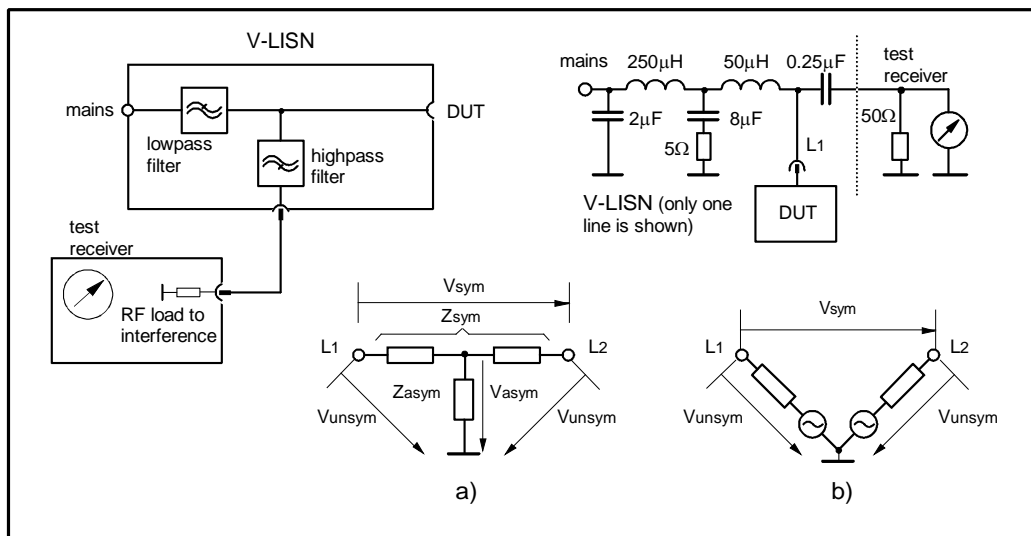 V-LISN
mains
DUT
lowpass
filter
highpass
filter
test
receiver
RF load to
interference
mains
250µH
50µH
0.25µF
test
receiver
2µF
8µF
5Ω
50Ω
L1
DUT
V-LISN (only one
line is shown)
Vsym
Zsym
L1
L2
Zasym
Vasym
Vunsym
Vunsym
a)
Vsym
L1
L2
Vunsym
Vunsym
b)